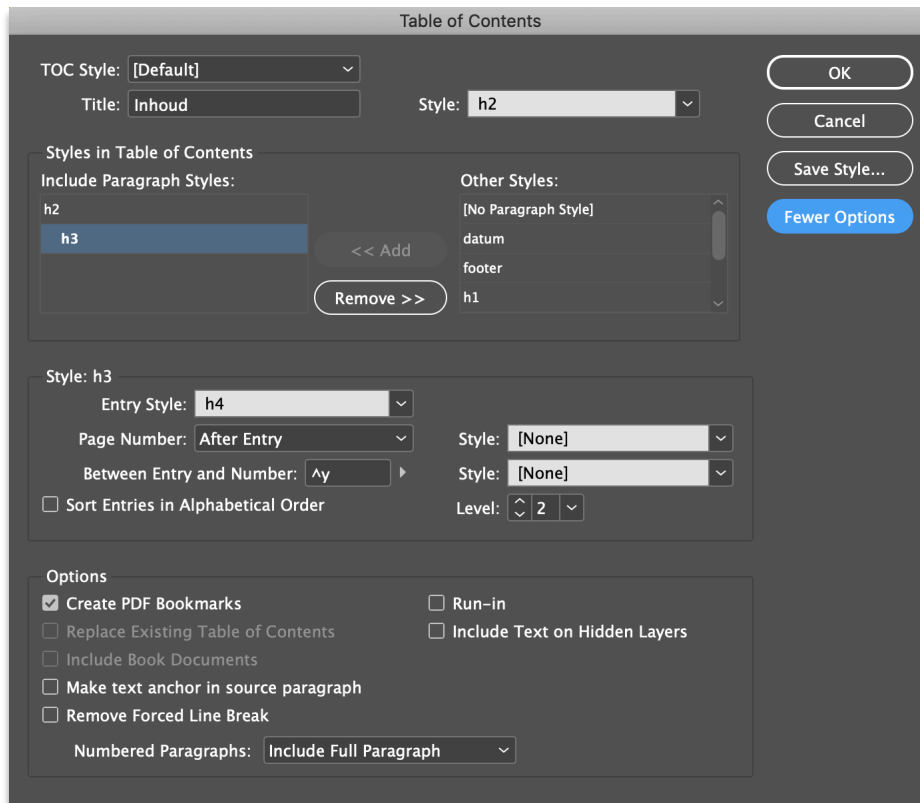 Table of Contents
TOC Style: [Default]
OK
Title: Inhoud
Style: h2
Cancel
Save Style...
Fewer Options
Styles in Table of Contents
Include Paragraph Styles:
Other Styles:
h2
h3
<< Add
Remove >>
[No Paragraph Style]
datum
footer
h1
Style: h3
Entry Style: h4
Page Number: After Entry
Style: [None]
Between Entry and Number: ^y
Style: [None]
Sort Entries in Alphabetical Order
Level: 2
Options
Create PDF Bookmarks
Run-in
Replace Existing Table of Contents
Include Text on Hidden Layers
Include Book Documents
Make text anchor in source paragraph
Remove Forced Line Break
Numbered Paragraphs: Include Full Paragraph